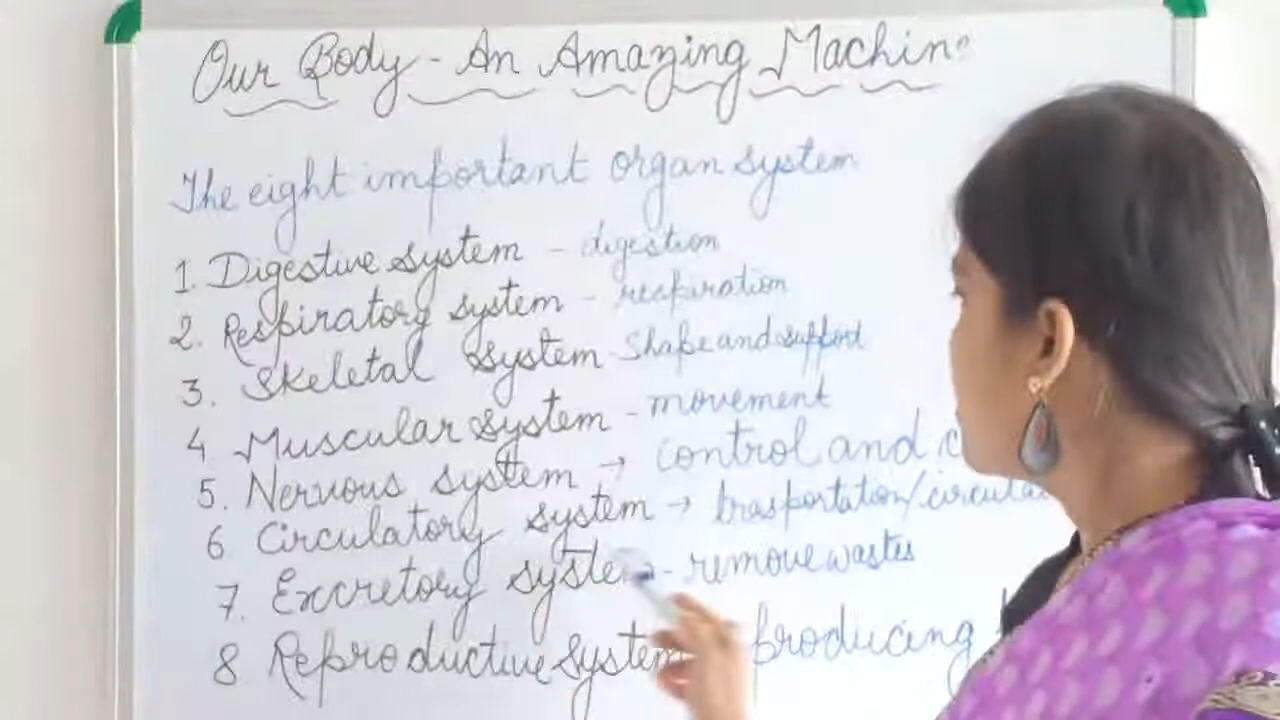 Our Body - An Amazing Machine
The eight important organ system
1. Digestive system - digestion
2. Respiratory system - respiration
3. Skeletal system - Shape and support
4 Muscular system - movement
5. Nervous system → control and
6 Circulatory system → trasportation/circula
7. Excretory system - remove wastes
8 Reproductive system producing